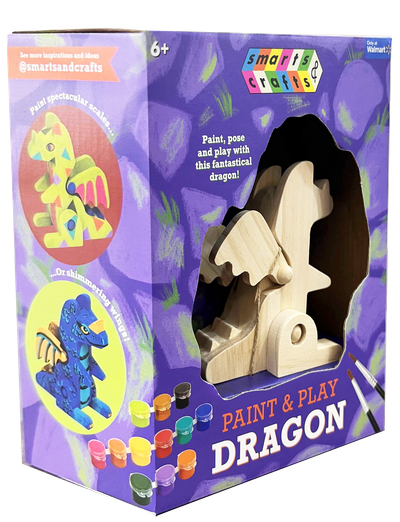 See more inspirations and ideas
@smartsandcrafts
Paint spectacular scales...
...Or shimmering wings!
6+
smarts
& crafts
Only at
Walmart
Paint, pose
and play with
this fantastical
dragon!
PAINT & PLAY
DRAGON